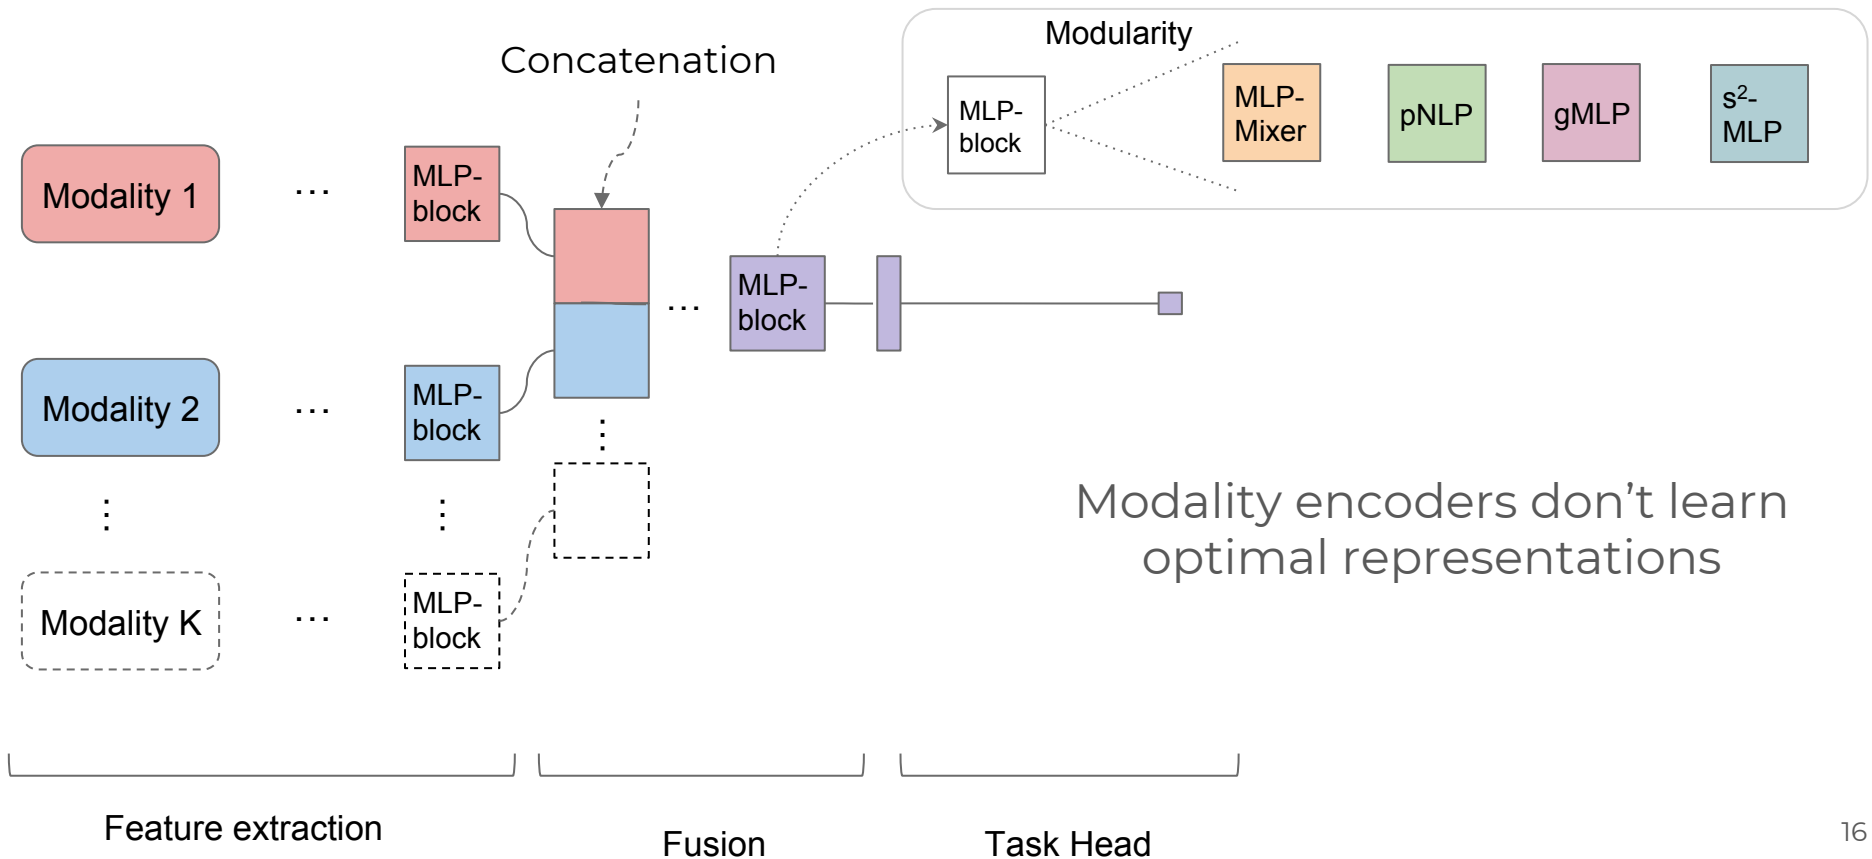 Concatenation
Modularity
MLP-
block
MLP-
Mixer
pNLP
gMLP
s²-
MLP
Modality 1
...
MLP-
block
...
MLP-
block
Modality 2
...
MLP-
block
Modality K
...
MLP-
block
Modality encoders don’t learn
optimal representations
Feature extraction
Fusion
Task Head
16